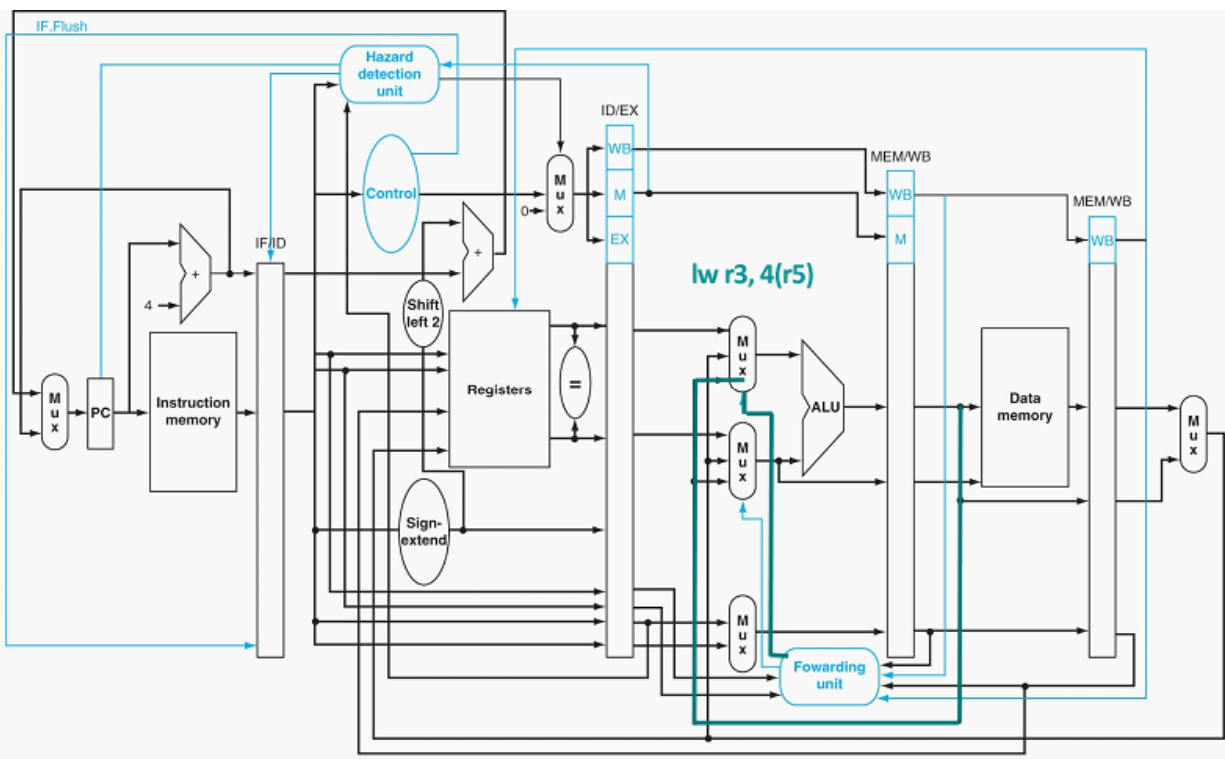 IF.Flush
Hazard
detection
unit
ID/EX
WB
MEM/WB
Control
M
u
x
M
WB
MEM/WB
0
IF/ID
+
EX
M
WB
+
lw r3, 4(r5)
4
Shift
left 2
M
u
x
Registers
=
Data
memory
M
u
x
PC
Instruction
memory
ALU
M
u
x
M
u
x
Sign-
extend
M
u
x
Fowarding
unit